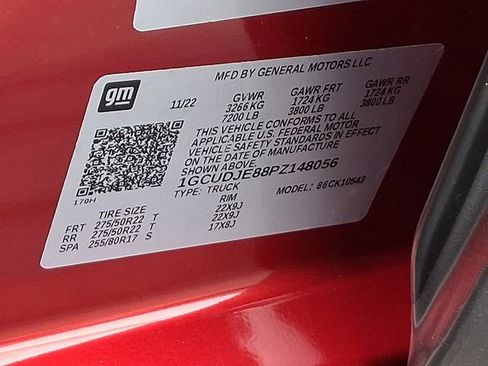 MFD BY GENERAL MOTORS LLC
gm
11/22 GVWR GAWR FRT GAWR RR
3266 KG 1724 KG 1724 KG
7200 LB 3800 LB 3800 LB
THIS VEHICLE CONFORMS TO ALL
APPLICABLE U.S. FEDERAL MOTOR
VEHICLE SAFETY STANDARDS IN EFFECT
ON THE DATE OF MANUFACTURE
SHOWN ABOVE.
1GCUDJE88PZ148056
TYPE: TRUCK MODEL: 86CK10543
170H
TIRE SIZE RIM
FRT 275/50R22 T 22X9J
RR 275/50R22 T 22X9J
SPA 255/80R17 S 17X8J